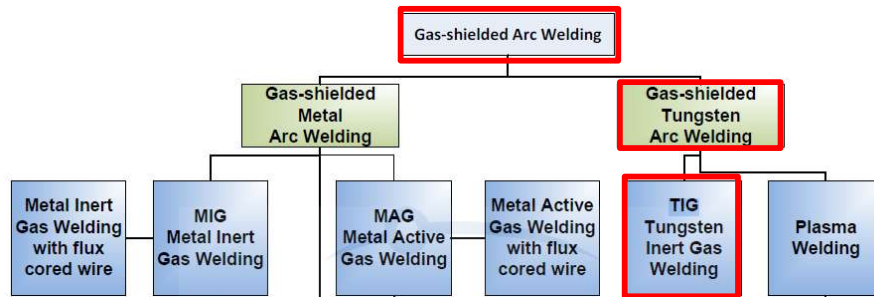 Gas-shielded Arc Welding
Gas-shielded
Metal
Arc Welding
Gas-shielded
Tungsten
Arc Welding
Metal Inert
Gas Welding
with flux
cored wire
MIG
Metal Inert
Gas Welding
MAG
Metal Active
Gas Welding
Metal Active
Gas Welding
with flux
cored wire
TIG
Tungsten
Inert Gas
Welding
Plasma
Welding